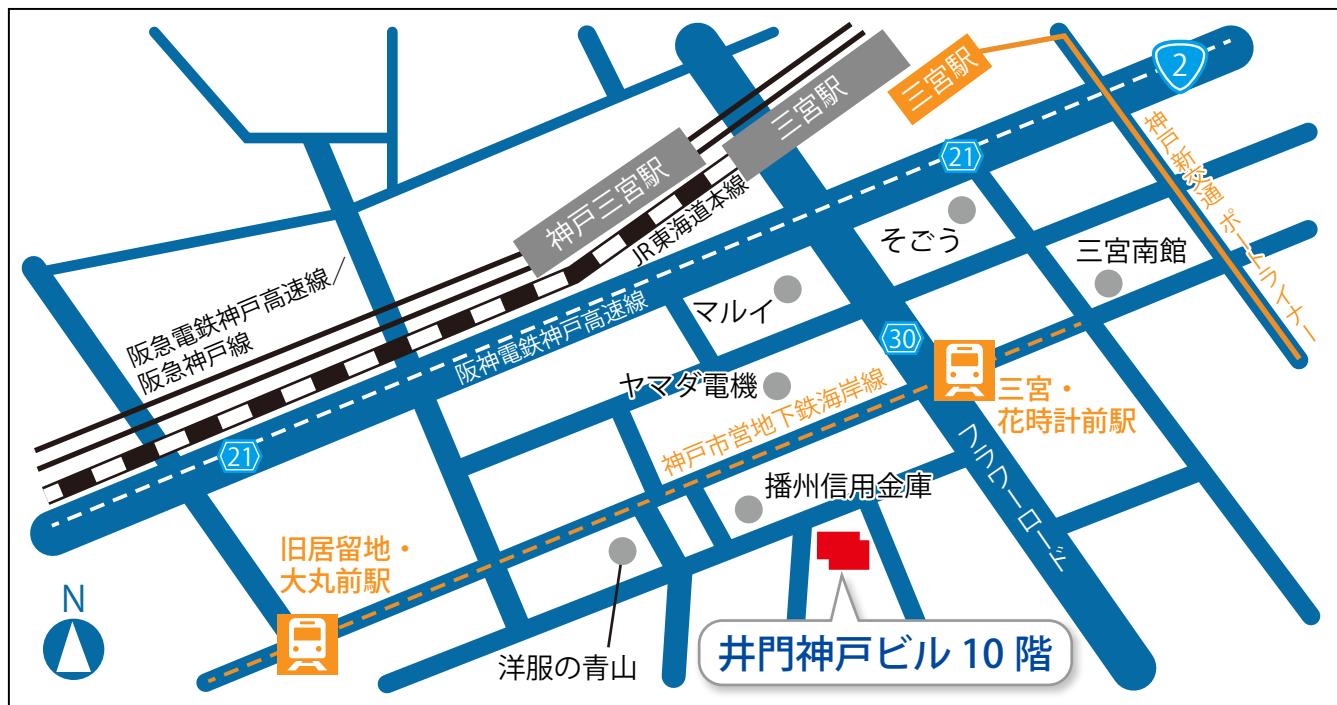 2
三宮駅
三宮駅
神戸三宮駅
21
神戸新交通 ポートライナー
JR東海道本線
そごう
三宮南館
阪急電鉄神戸高速線
阪急神戸線
阪神電鉄神戸高速線
マルイ
30
ヤマダ電機
三宮・
花時計前駅
神戸市営地下鉄海岸線
フラワーロード
21
播州信用金庫
旧居留地・
大丸前駅
N
洋服の青山
井門神戸ビル 10 階